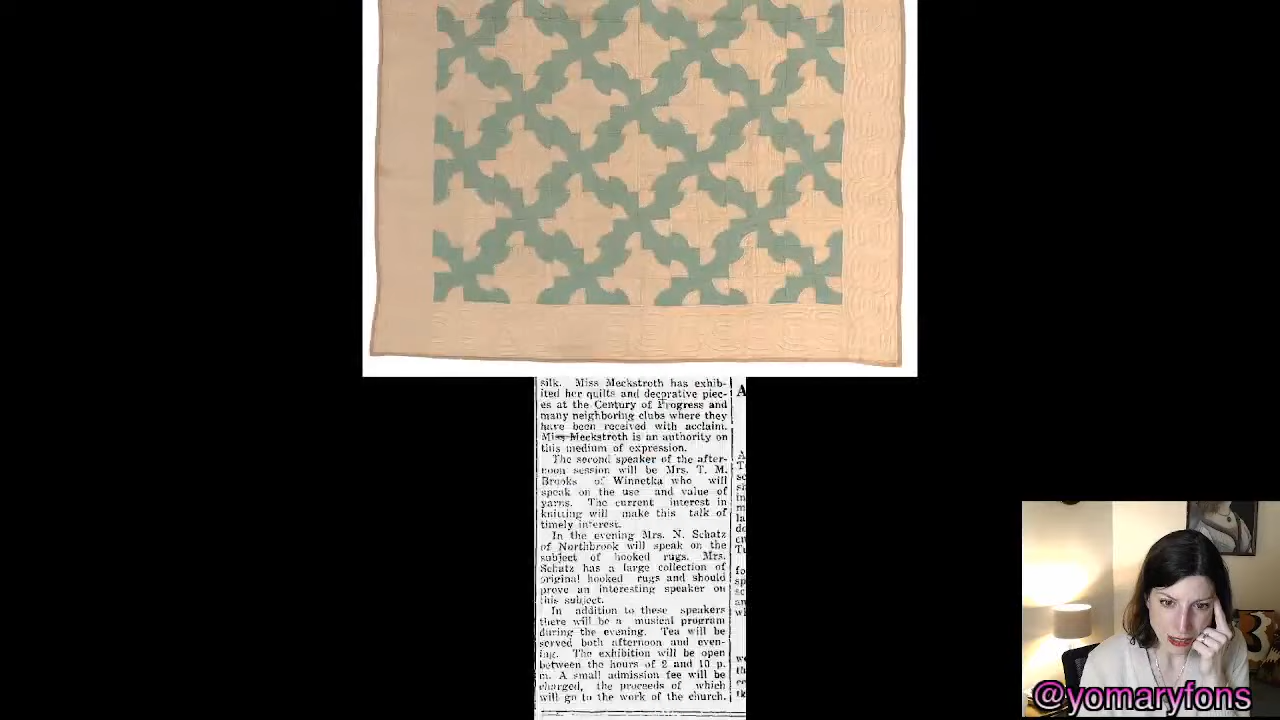 silk. Miss Meckstroth has exhib-
ited her quilts and decorative piec-
es at the Century of Progress and
many neighboring clubs where they
have been received with acclaim.
Miss Meckstroth is an authority on
this medium of expression.
The second speaker of the after-
noon session will be Mrs. T. M.
Brooks of Winnetka who will
speak on the use and value of
yarns. The current interest in
knitting will make this talk of
timely interest.
In the evening Mrs. N. Schatz
of Northbrook will speak on the
subject of hooked rugs. Mrs.
Schatz has a large collection of
original hooked rugs and should
prove an interesting speaker on
this subject.
In addition to these speakers
there will be a musical program
during the evening. Tea will be
served both afternoon and even-
ing. The exhibition will be open
between the hours of 2 and 10 p.
m. A small admission fee will be
charged, the proceeds of which
will go to the work of the church.
@yomaryfons